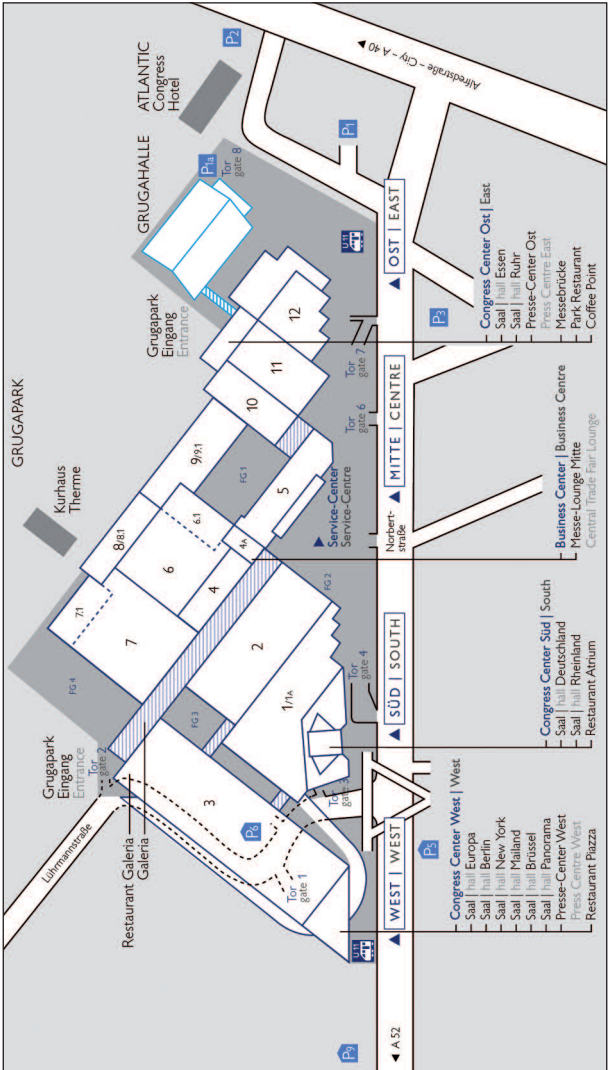 GRUGAPARK
Kurhaus
Therme
GRUGAHALLE
ATLANTIC
Congress
Hotel
P2
P1a
Tor
gate 8
P1
Alfredstraße – City – A 40
Grugapark
Eingang
Entrance
Lührmannstraße
Grugapark
Eingang
Entrance
Tor
gate 2
Restaurant Galeria
Galeria
FG 4
7.1
7
8/8.1
9/9.1
6.1
6
4
4A
5
FG 1
10
11
12
FG 3
FG 2
2
1/1A
3
P6
Tor
gate 1
Tor
gate 3
Tor
gate 4
Service-Center
Service-Centre
Tor
gate 6
Tor
gate 7
U11
U11
Norbert-
straße
P9
A 52
WEST | WEST
SÜD | SOUTH
MITTE | CENTRE
OST | EAST
P5
P3
Congress Center West | West
Saal | hall Europa
Saal | hall Berlin
Saal | hall New York
Saal | hall Mailand
Saal | hall Brüssel
Saal | hall Panorama
Presse-Center West
Press Centre West
Restaurant Piazza
Congress Center Süd | South
Saal | hall Deutschland
Saal | hall Rheinland
Restaurant Atrium
Business Center | Business Centre
Messe-Lounge Mitte
Central Trade Fair Lounge
Congress Center Ost | East
Saal | hall Essen
Saal | hall Ruhr
Presse-Center Ost
Press Centre East
Messebrücke
Park Restaurant
Coffee Point